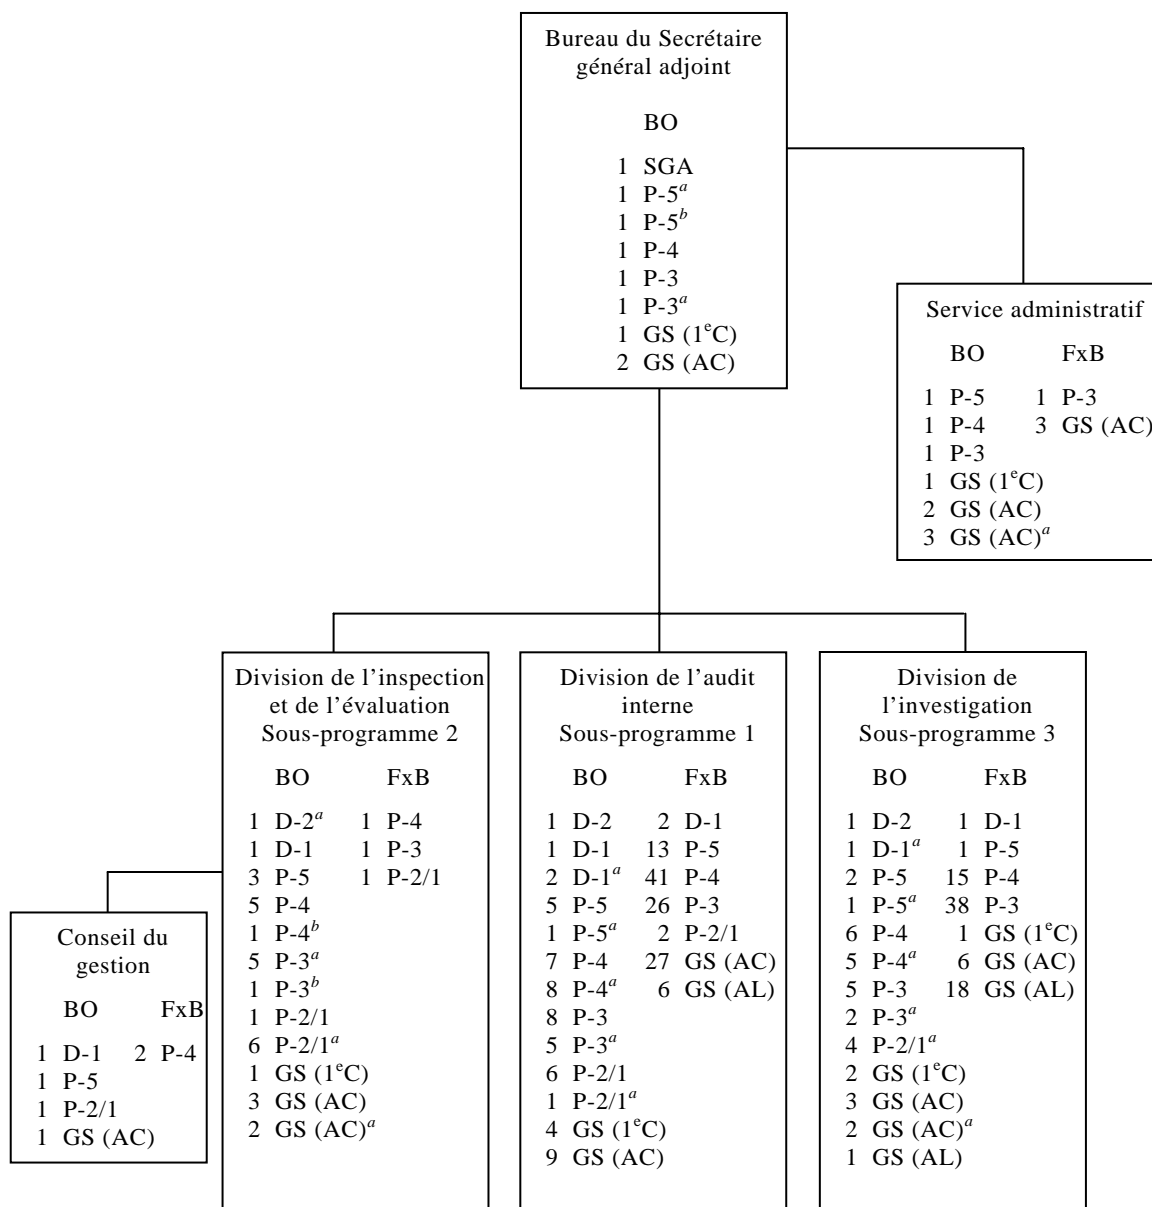 Bureau du Secrétaire
général adjoint
BO
1 SGA
1 P-5ᵃ
1 P-5ᵇ
1 P-4
1 P-3
1 P-3ᵃ
1 GS (1ᵉC)
2 GS (AC)
Service administratif
BO FxB
1 P-5 1 P-3
1 P-4 3 GS (AC)
1 P-3
1 GS (1ᵉC)
2 GS (AC)
3 GS (AC)ᵃ
Division de l’inspection
et de l’évaluation
Sous-programme 2
BO FxB
1 D-2ᵃ 1 P-4
1 D-1 1 P-3
3 P-5 1 P-2/1
5 P-4
1 P-4ᵇ
5 P-3ᵃ
1 P-3ᵇ
1 P-2/1
6 P-2/1ᵃ
1 GS (1ᵉC)
3 GS (AC)
2 GS (AC)ᵃ
Division de l’audit
interne
Sous-programme 1
BO FxB
1 D-2 2 D-1
1 D-1 13 P-5
2 D-1ᵃ 41 P-4
5 P-5 26 P-3
1 P-5ᵃ 2 P-2/1
7 P-4 27 GS (AC)
8 P-4ᵃ 6 GS (AL)
8 P-3
5 P-3ᵃ
6 P-2/1
1 P-2/1ᵃ
4 GS (1ᵉC)
9 GS (AC)
Division de
l’investigation
Sous-programme 3
BO FxB
1 D-2 1 D-1
1 D-1ᵃ 1 P-5
2 P-5 15 P-4
1 P-5ᵃ 38 P-3
6 P-4 1 GS (1ᵉC)
5 P-4ᵃ 6 GS (AC)
5 P-3 18 GS (AL)
2 P-3ᵃ
4 P-2/1ᵃ
2 GS (1ᵉC)
3 GS (AC)
2 GS (AC)ᵃ
1 GS (AL)
Conseil du
gestion
BO FxB
1 D-1 2 P-4
1 P-5
1 P-2/1
1 GS (AC)